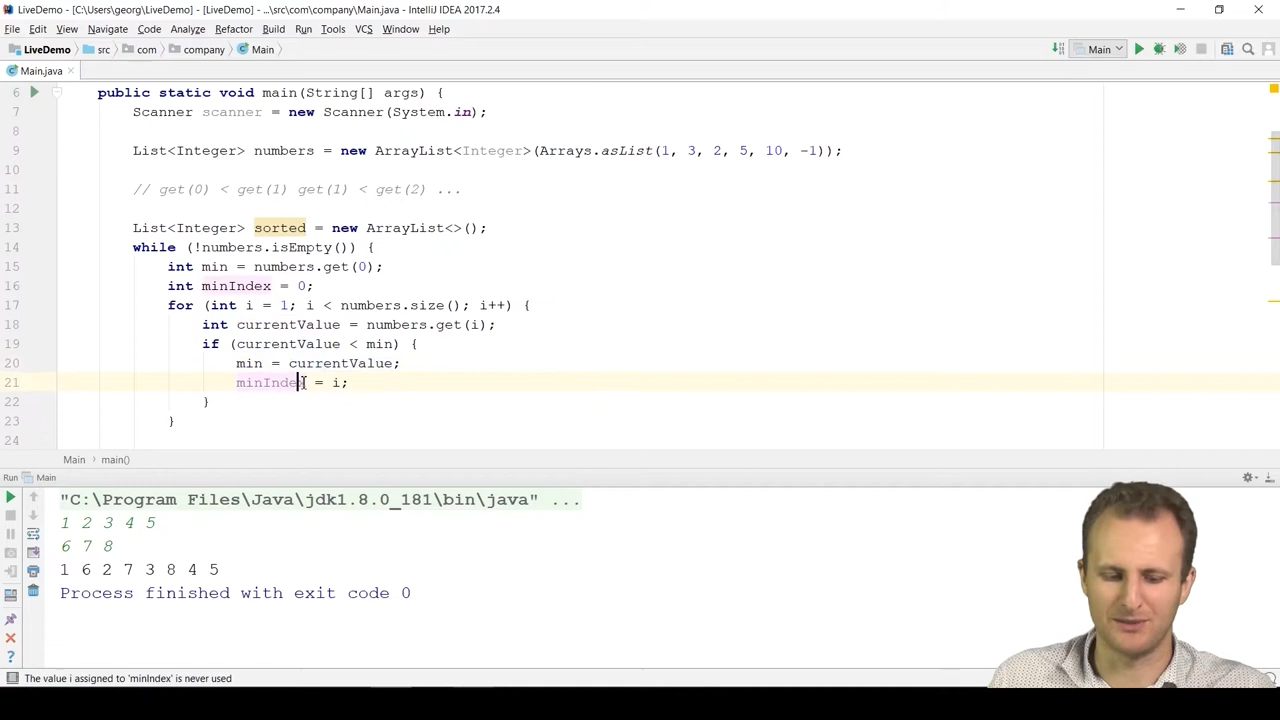 Main.java - [C:\Users\georg\LiveDemo] - [LiveDemo] - ...\src\com\company\Main.java - IntelliJ IDEA 2017.2.4
File Edit View Navigate Code Analyze Refactor Build Run Tools VCS Window Help
LiveDemo src com company Main Main
Main.java
6 public static void main(String[] args) {
7 Scanner scanner = new Scanner(System.in);
8
9 List<Integer> numbers = new ArrayList<Integer>(Arrays.asList(1, 3, 2, 5, 10, -1));
10
11 // get(0) < get(1) get(1) < get(2) ...
12
13 List<Integer> sorted = new ArrayList<>();
14 while (!numbers.isEmpty()) {
15 int min = numbers.get(0);
16 int minIndex = 0;
17 for (int i = 1; i < numbers.size(); i++) {
18 int currentValue = numbers.get(i);
19 if (currentValue < min) {
20 min = currentValue;
21 minIndex = i;
22 }
23 }
24
Main main()
Run Main
"C:\Program Files\Java\jdk1.8.0_181\bin\java" ...
1 2 3 4 5
6 7 8
1 6 2 7 3 8 4 5
Process finished with exit code 0
The value i assigned to 'minIndex' is never used